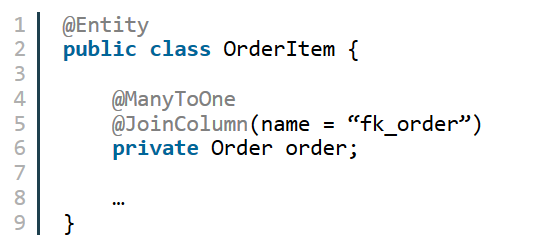 1 @Entity
2 public class OrderItem {
3
4 @ManyToOne
5 @JoinColumn(name = “fk_order”)
6 private Order order;
7
8 …
9 }